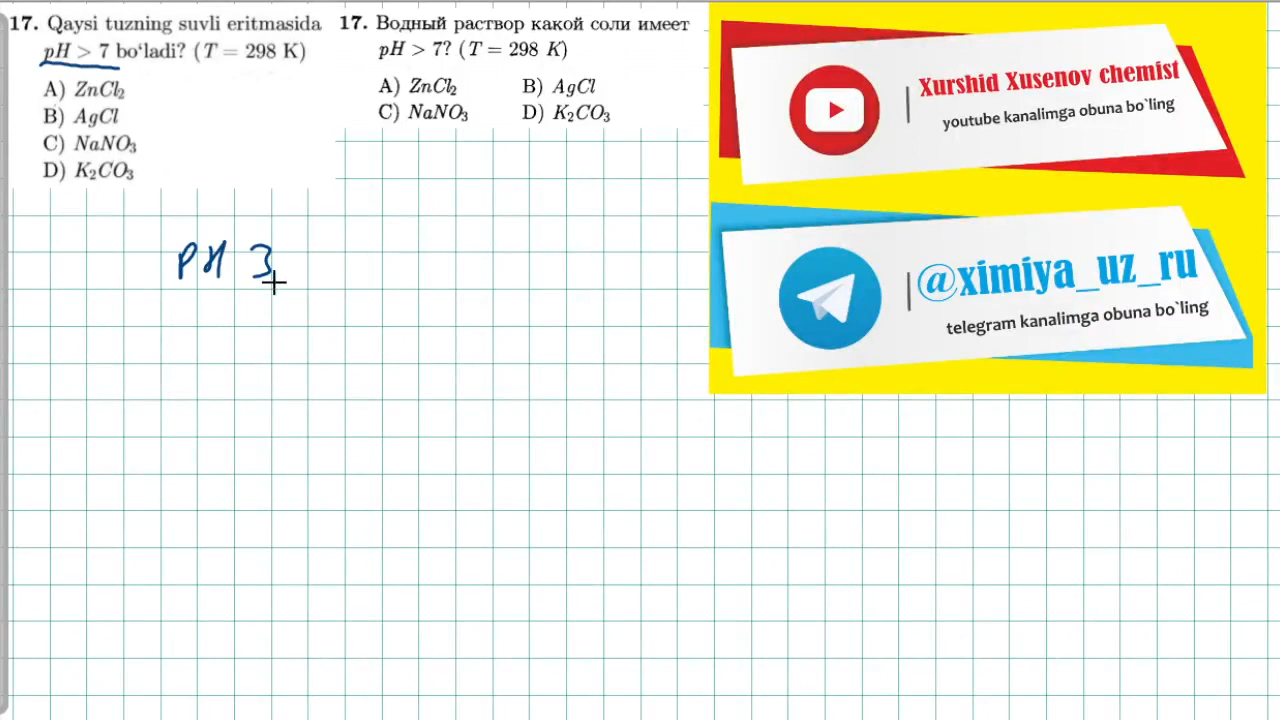 17. Qaysi tuzning suvli eritmasida
pH > 7 bo‘ladi? (T = 298 K)
A) ZnCl₂
B) AgCl
C) NaNO₃
D) K₂CO₃
17. Водный раствор какой соли имеет
pH > 7? (T = 298 K)
A) ZnCl₂ B) AgCl
C) NaNO₃ D) K₂CO₃
PH 3
Xurshid Xusenov chemist
youtube kanalimga obuna bo`ling
@ximiya_uz_ru
telegram kanalimga obuna bo`ling